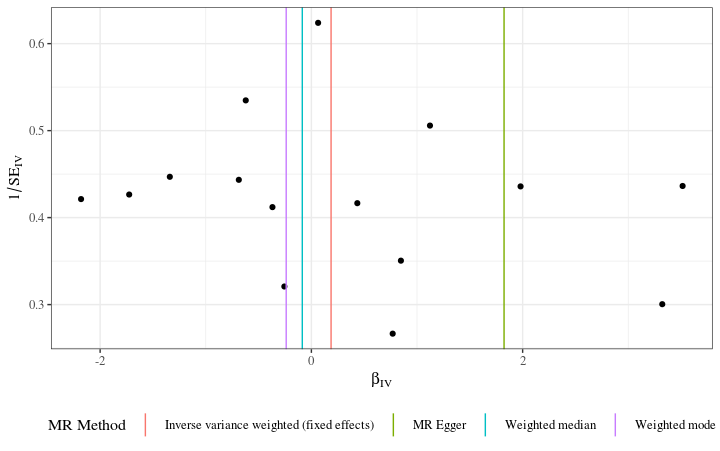 0.6
0.5
0.4
0.3
1/SE_IV
-2
0
2
β_IV
MR Method
Inverse variance weighted (fixed effects)
MR Egger
Weighted median
Weighted mode